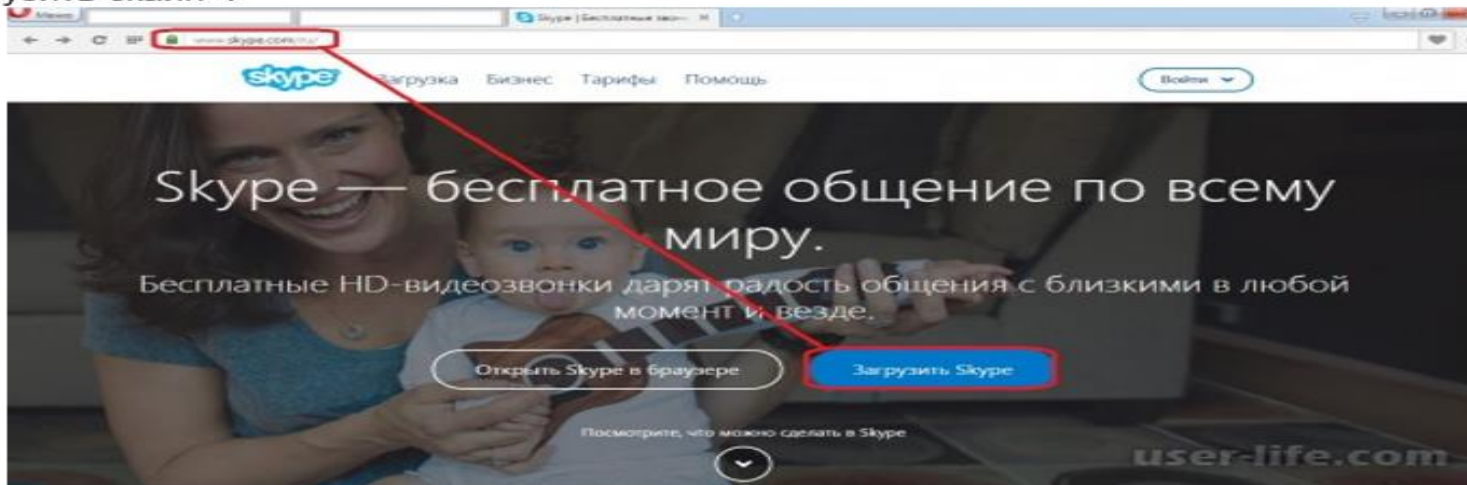 Меню
Skype | Бесплатные зво—
www.skype.com/ru/
skype
Загрузка Бизнес Тарифы Помощь
Войти
Skype — бесплатное общение по всему
миру.
Бесплатные HD-видеозвонки дарят радость общения с близкими в любой
момент и везде.
Открыть Skype в браузере
Загрузить Skype
Посмотрите, что можно сделать в Skype
user-life.com